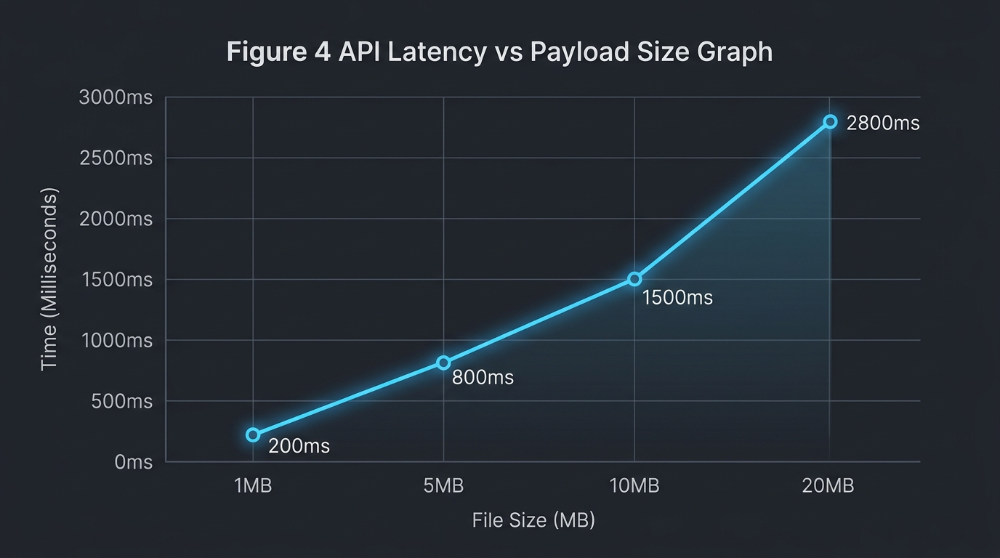 Figure 4 API Latency vs Payload Size Graph
3000ms
2500ms
2000ms
1500ms
1000ms
500ms
0ms
Time (Milliseconds)
200ms
800ms
1500ms
2800ms
1MB
5MB
10MB
20MB
File Size (MB)